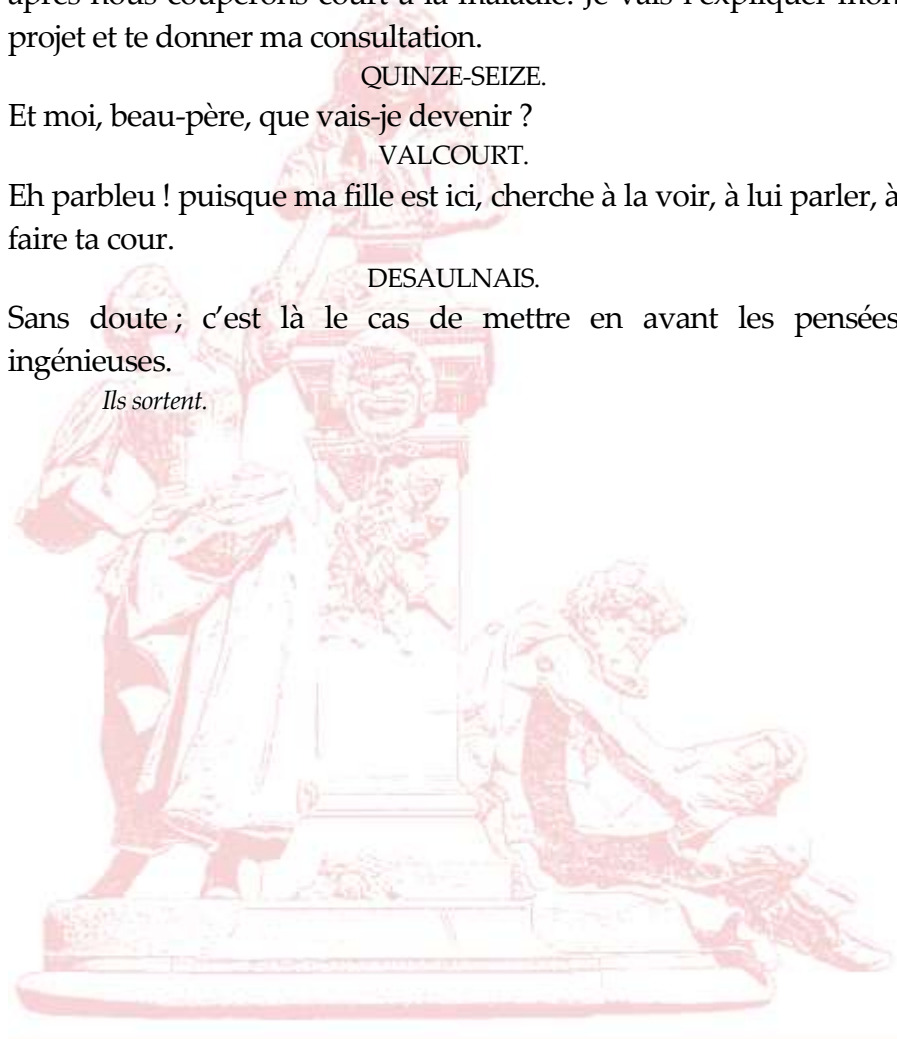 après nous couperons court à la maladie. Je vais t'expliquer mon
projet et te donner ma consultation.
QUINZE-SEIZE.
Et moi, beau-père, que vais-je devenir ?
VALCOURT.
Eh parbleu ! puisque ma fille est ici, cherche à la voir, à lui parler, à
faire ta cour.
DESAULNAIS.
Sans doute ; c'est là le cas de mettre en avant les pensées
ingénieuses.
Ils sortent.